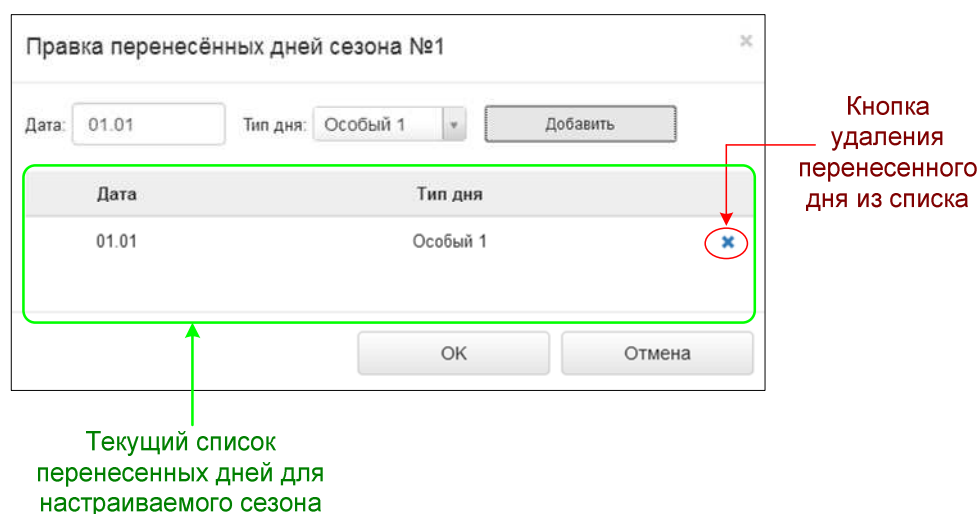 Правка перенесённых дней сезона №1
Дата: 01.01 Тип дня: Особый 1 Добавить
Дата Тип дня
01.01 Особый 1
OK Отмена
Кнопка
удаления
перенесенного
дня из списка
Текущий список
перенесенных дней для
настраиваемого сезона